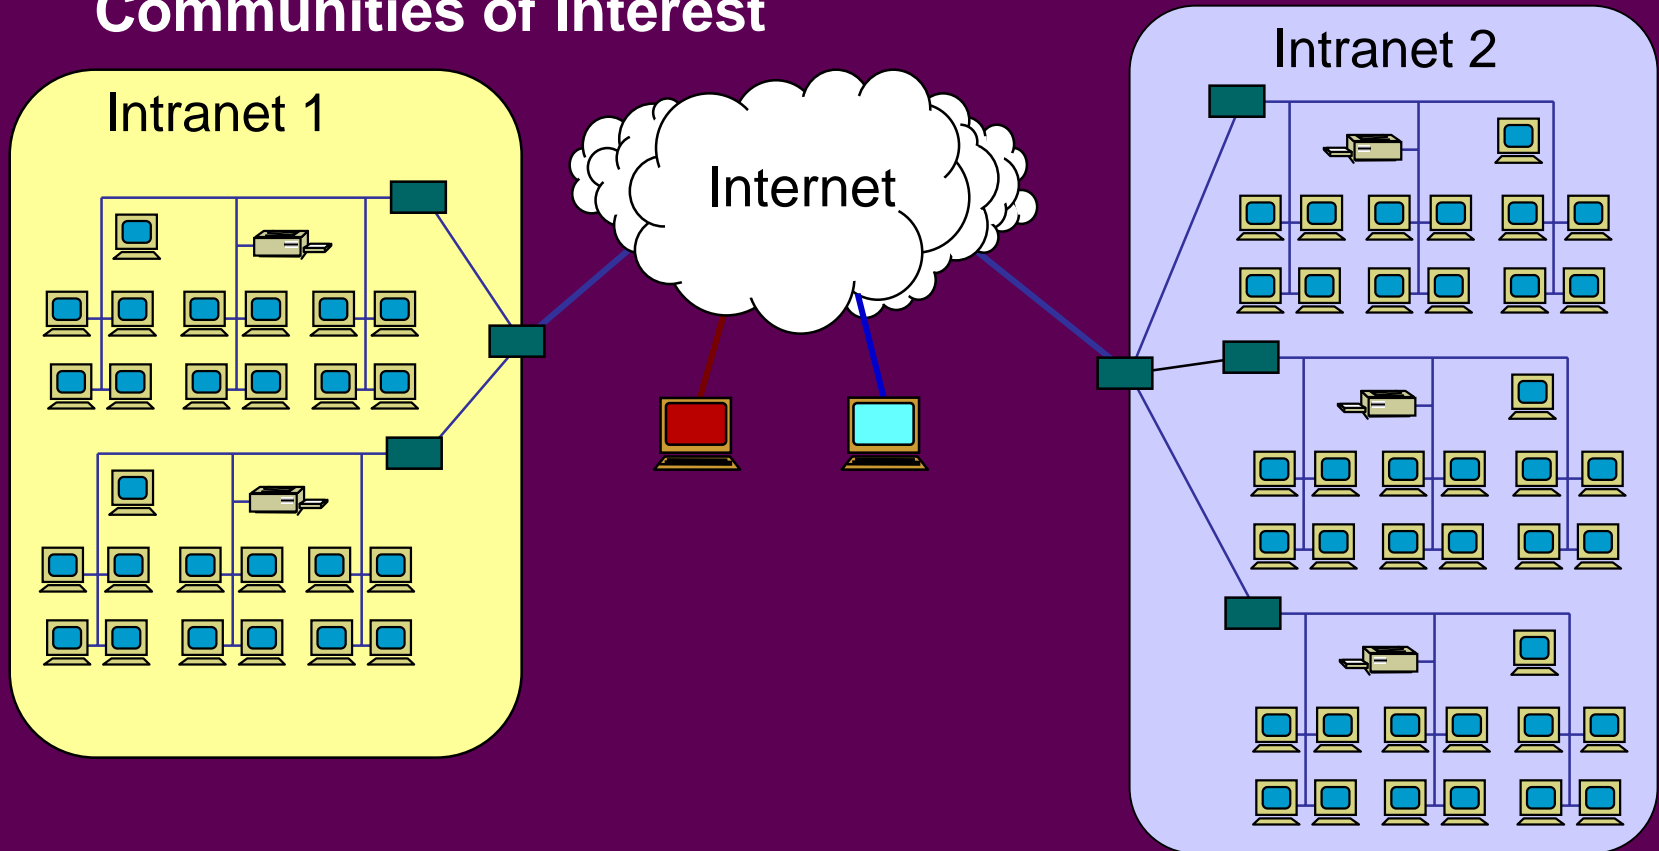 Communities of Interest
Intranet 1
Internet
Intranet 2